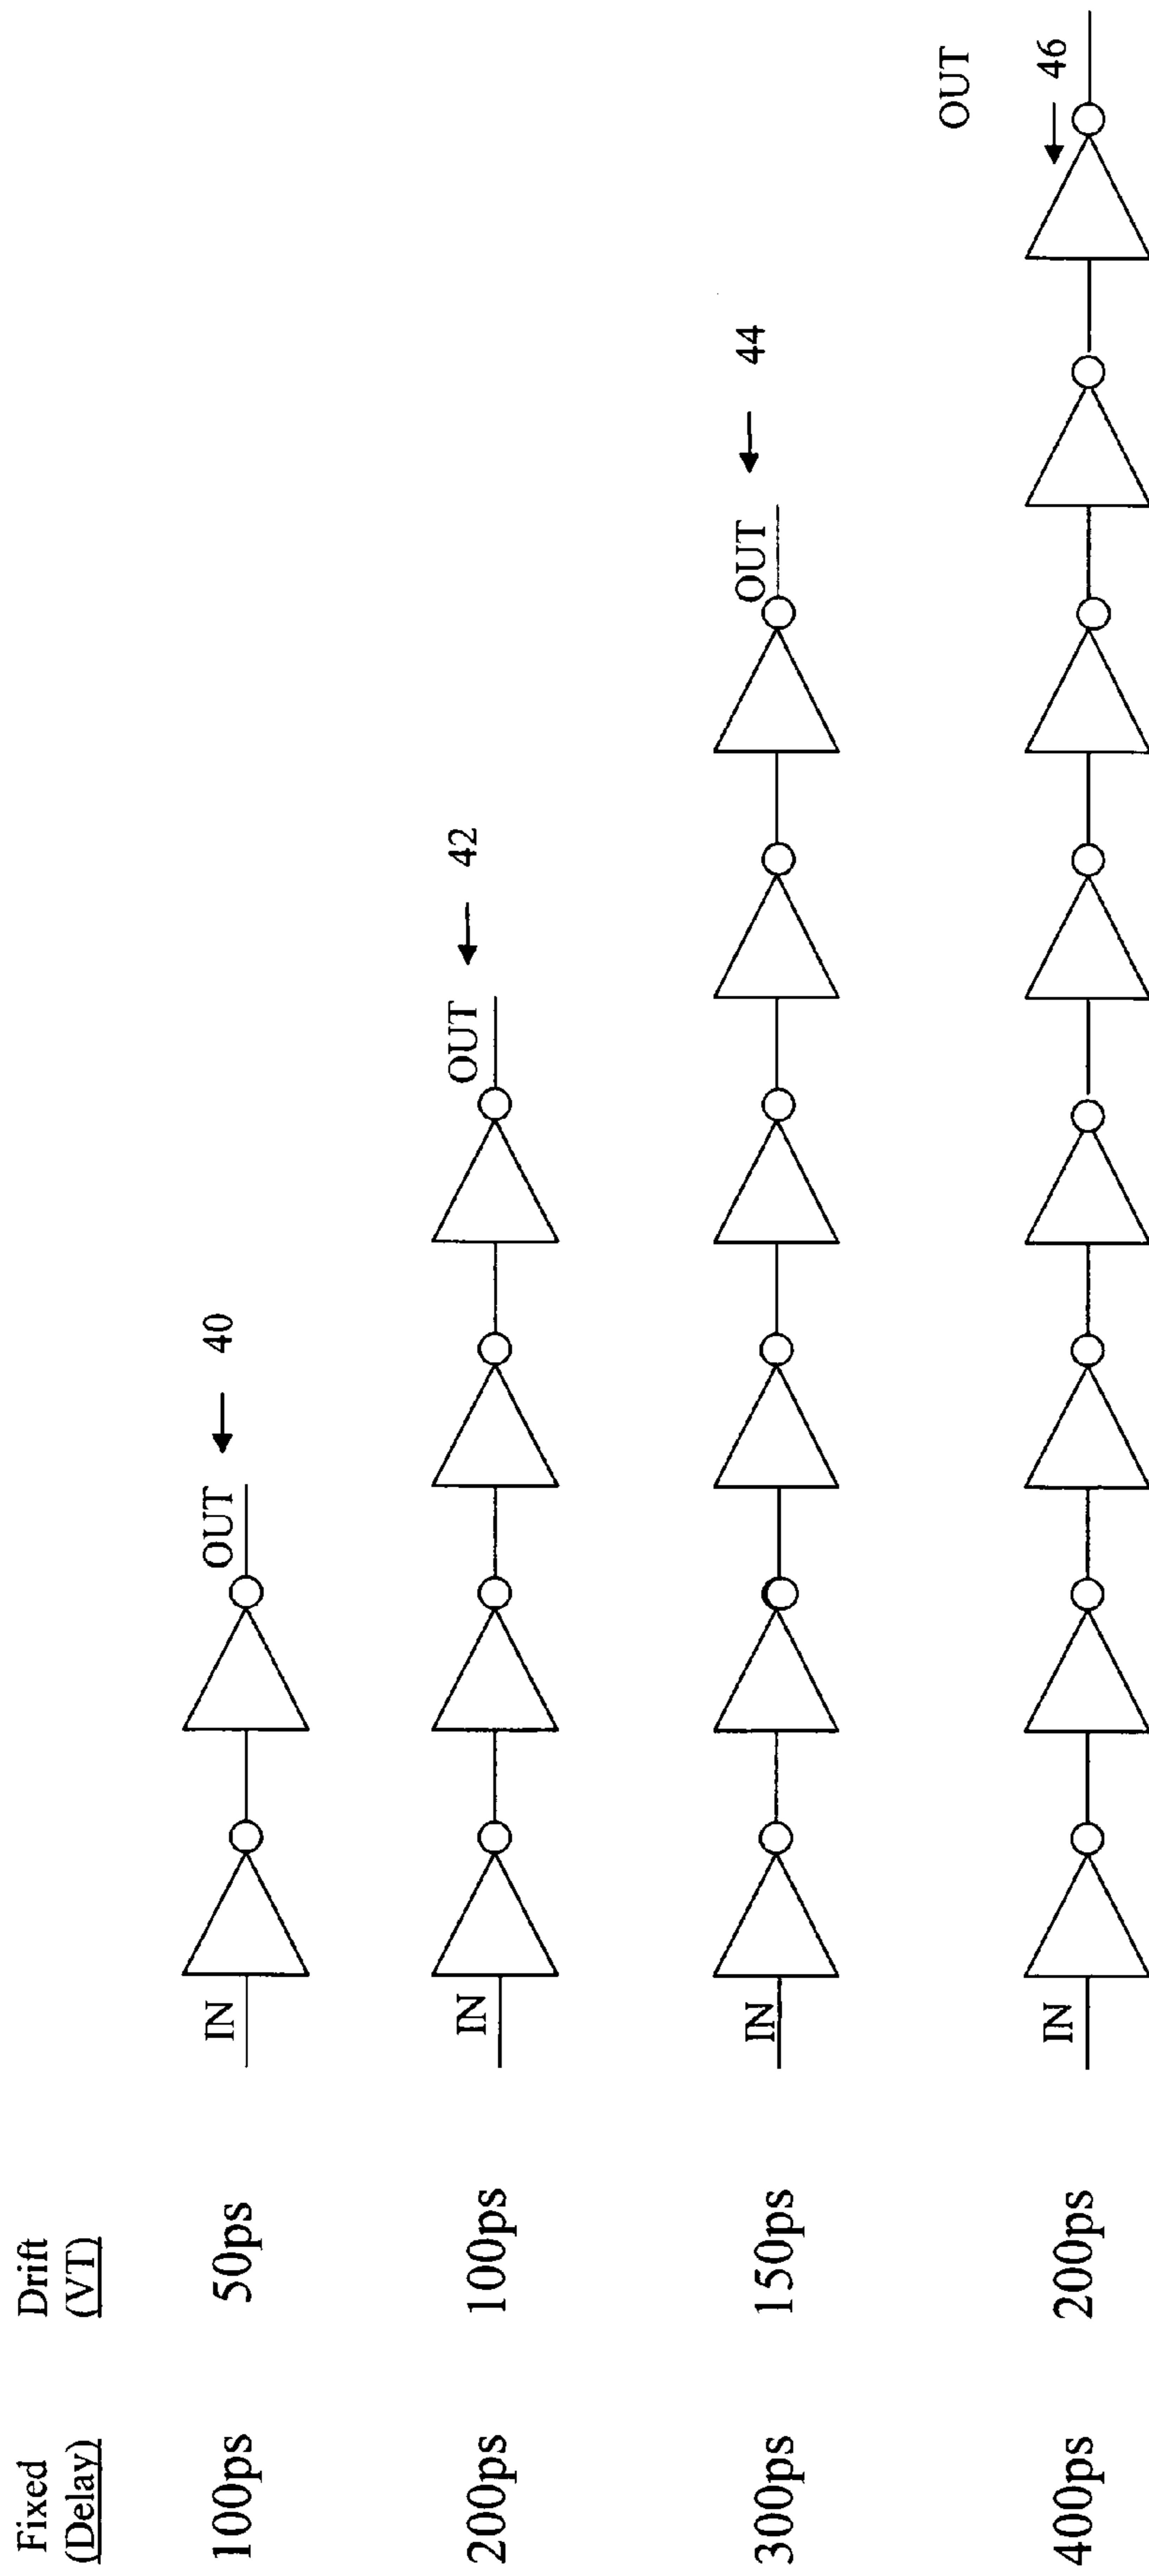 Fixed
(Delay)
Drift
(VT)
100ps
50ps
IN
OUT
40
200ps
100ps
IN
OUT
42
300ps
150ps
IN
OUT
44
400ps
200ps
IN
OUT
46